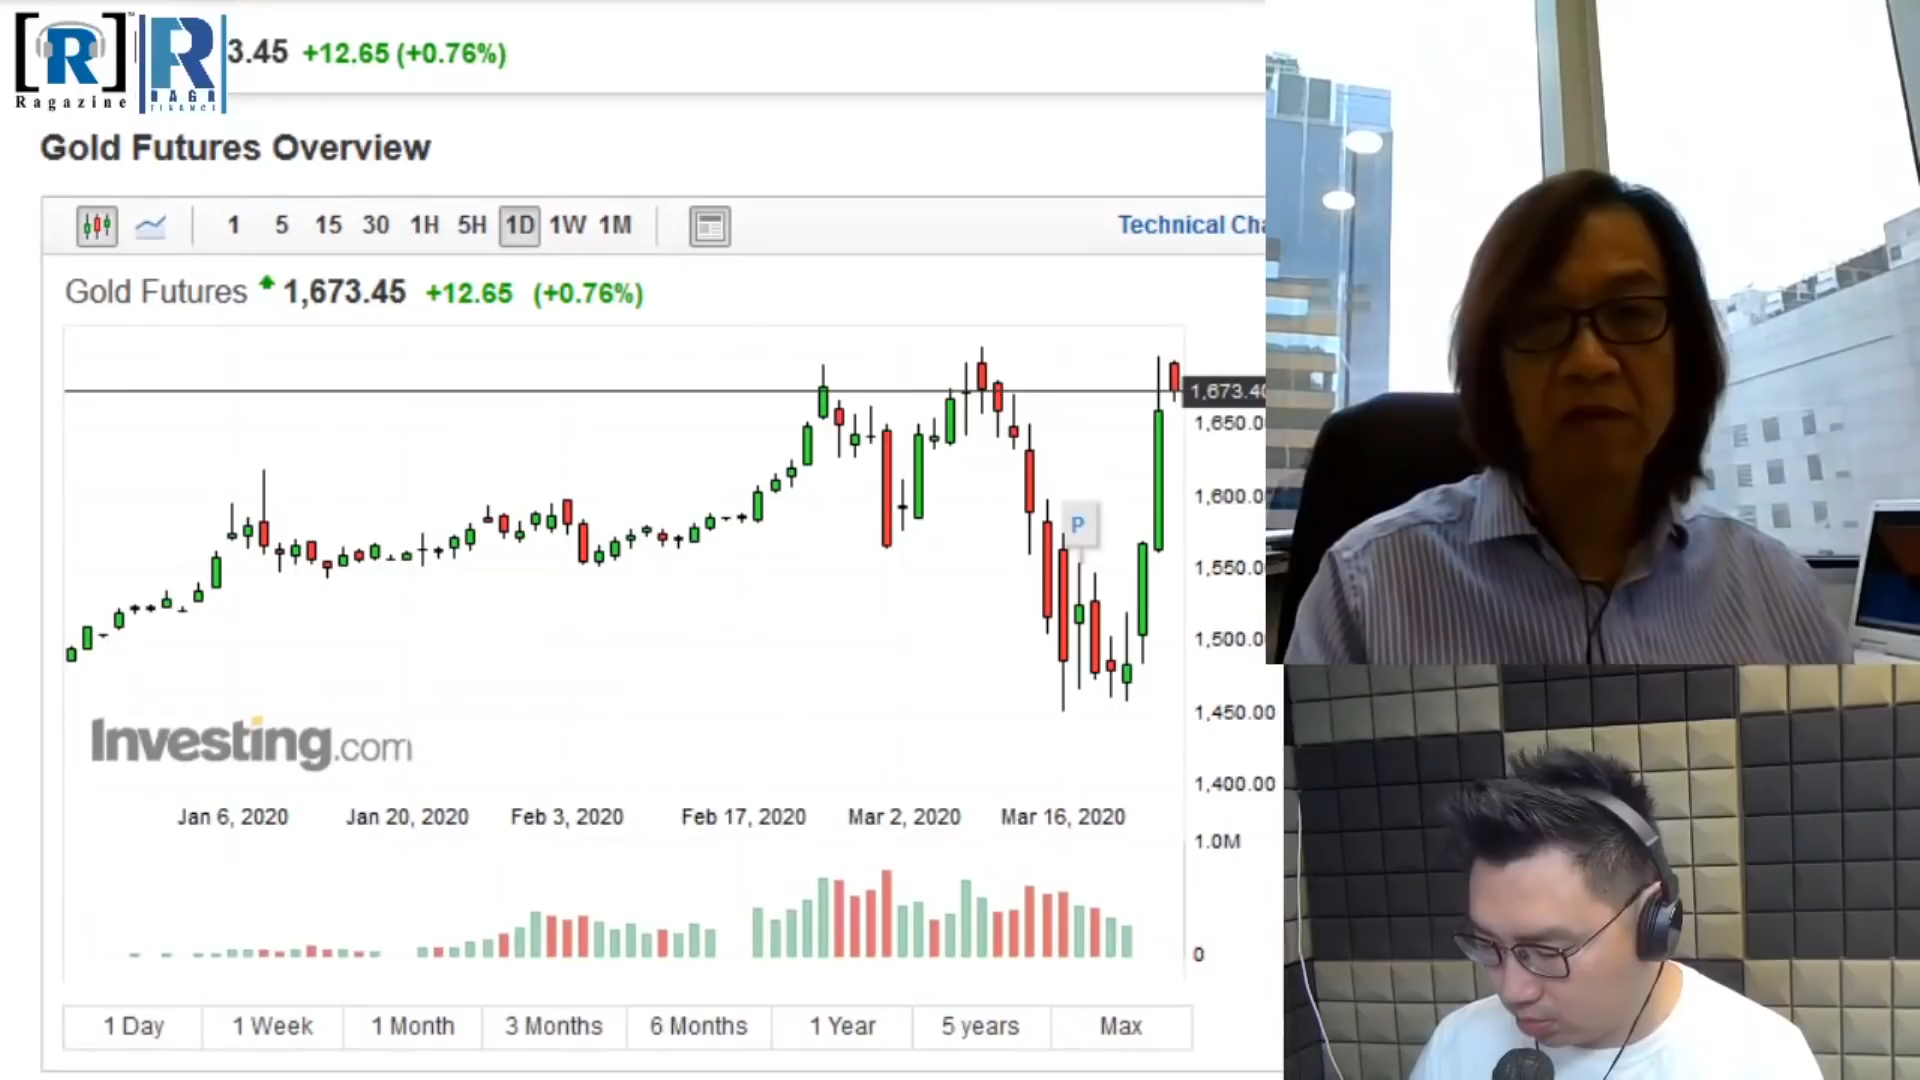 [R]
Ragazine
R
RAGA
FINANCE
3.45 +12.65 (+0.76%)
Gold Futures Overview
1 5 15 30 1H 5H 1D 1W 1M
Technical Cha
Gold Futures 1,673.45 +12.65 (+0.76%)
1,673.40
1,650.0
1,600.0
P
1,550.0
1,500.0
1,450.00
Investing.com
1,400.00
Jan 6, 2020 Jan 20, 2020 Feb 3, 2020 Feb 17, 2020 Mar 2, 2020 Mar 16, 2020
1.0M
0
1 Day 1 Week 1 Month 3 Months 6 Months 1 Year 5 years Max